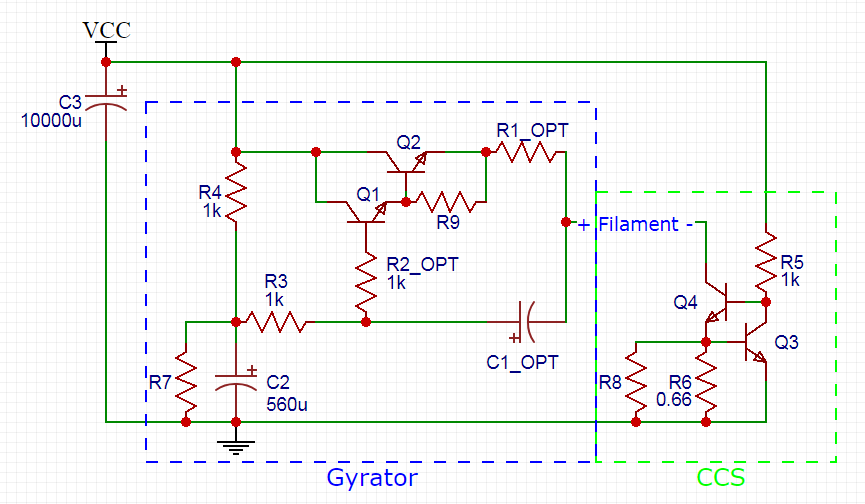 VCC
C3
10000u
Q2
R1_OPT
R4
1k
Q1
R9
+ Filament -
R2_OPT
1k
R5
1k
R3
1k
Q4
Q3
C1_OPT
R7
C2
560u
R8
R6
0.66
Gyrator
CCS